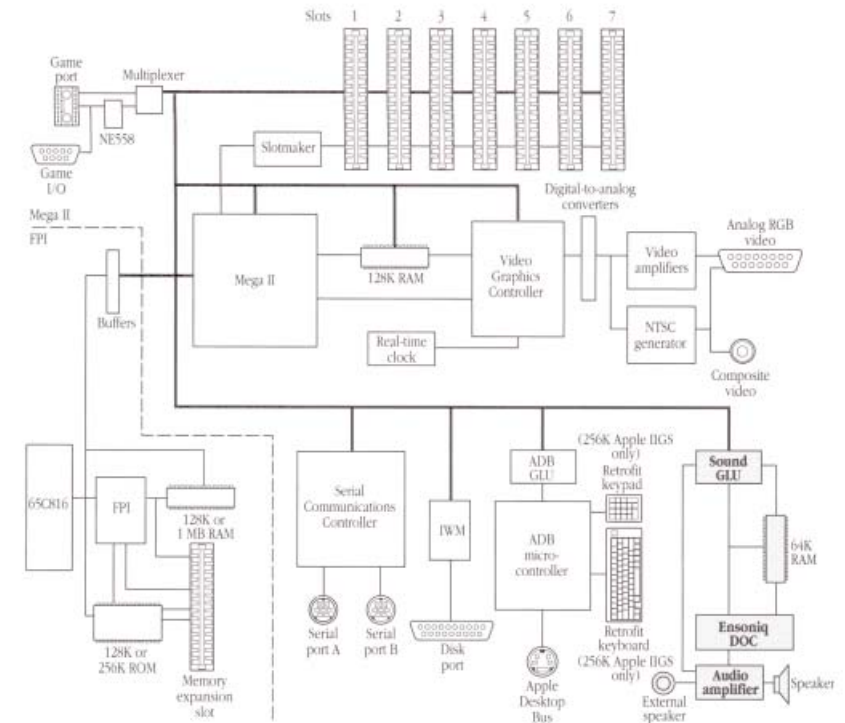 Slots 1 2 3 4 5 6 7
Game
port
Multiplexer
NE558
Game
I/O
Slotmaker
Mega II
FPI
Buffers
Mega II
128K RAM
Video
Graphics
Controller
Real-time
clock
Digital-to-analog
converters
Video
amplifiers
Analog RGB
video
NTSC
generator
Composite
video
65C816
FPI
128K or
1 MB RAM
128K or
256K ROM
Memory
expansion
slot
Serial
Communications
Controller
Serial
port A
Serial
port B
IWM
Disk
port
ADB
GLU
ADB
micro-
controller
Apple
Desktop
Bus
(256K Apple IIGS
only)
Retrofit
keypad
Retrofit
keyboard
(256K Apple IIGS
only)
Sound
GLU
64K
RAM
Ensoniq
DOC
Audio
amplifier
Speaker
External
speaker